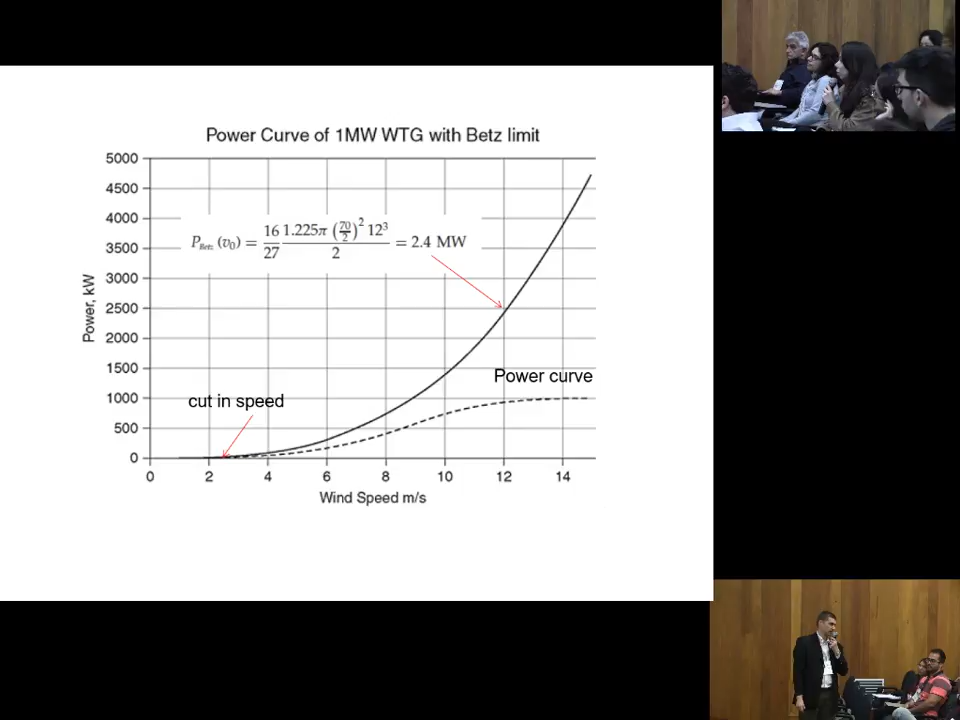 Power Curve of 1MW WTG with Betz limit
5000
4500
4000
3500
3000
2500
2000
1500
1000
500
0
Power, kW
P_Betz (v_0) = 16/27 1.225π (70/2)^2 12^3 / 2 = 2.4 MW
Power curve
cut in speed
0 2 4 6 8 10 12 14
Wind Speed m/s